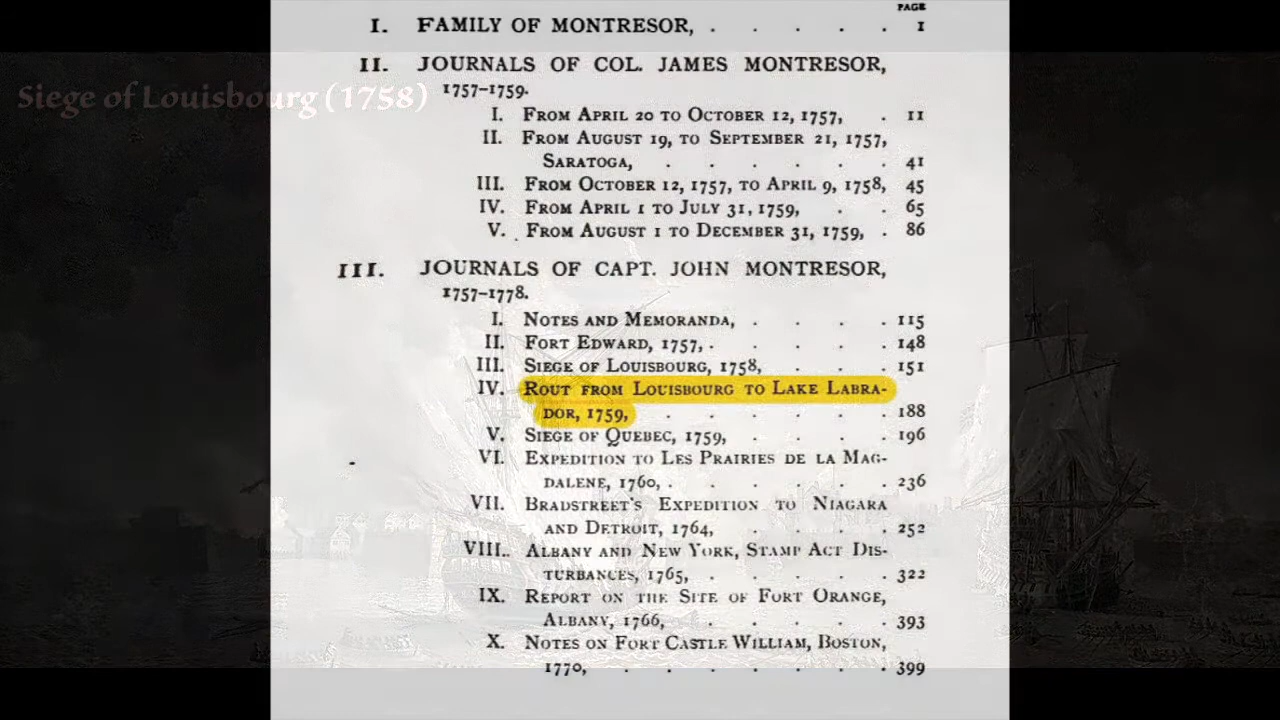 PAGE
I. FAMILY OF MONTRESOR, . . . . . 1
II. JOURNALS OF COL. JAMES MONTRESOR,
1757-1759.
Siege of Louisbourg (1758)
I. FROM APRIL 20 TO OCTOBER 12, 1757, . 11
II. FROM AUGUST 19, TO SEPTEMBER 21, 1757,
SARATOGA, . . . . . . 41
III. FROM OCTOBER 12, 1757, TO APRIL 9, 1758, 45
IV. FROM APRIL 1 TO JULY 31, 1759, . . 65
V. FROM AUGUST 1 TO DECEMBER 31, 1759, . 86
III. JOURNALS OF CAPT. JOHN MONTRESOR,
1757-1778.
I. NOTES AND MEMORANDA, . . . . 115
II. FORT EDWARD, 1757, . . . . . 148
III. SIEGE OF LOUISBOURG, 1758, . . . 151
IV. ROUT FROM LOUISBOURG TO LAKE LABRA-
DOR, 1759, . . . . . . 188
V. SIEGE OF QUEBEC, 1759, . . . . 196
VI. EXPEDITION TO LES PRAIRIES DE LA MAG-
DALENE, 1760, . . . . . . 236
VII. BRADSTREET'S EXPEDITION TO NIAGARA
AND DETROIT, 1764, . . . . 252
VIII. ALBANY AND NEW YORK, STAMP ACT DIS-
TURBANCES, 1765, . . . . . 322
IX. REPORT ON THE SITE OF FORT ORANGE,
ALBANY, 1766, . . . . . 393
X. NOTES ON FORT CASTLE WILLIAM, BOSTON,
1770, . . . . . . . 399